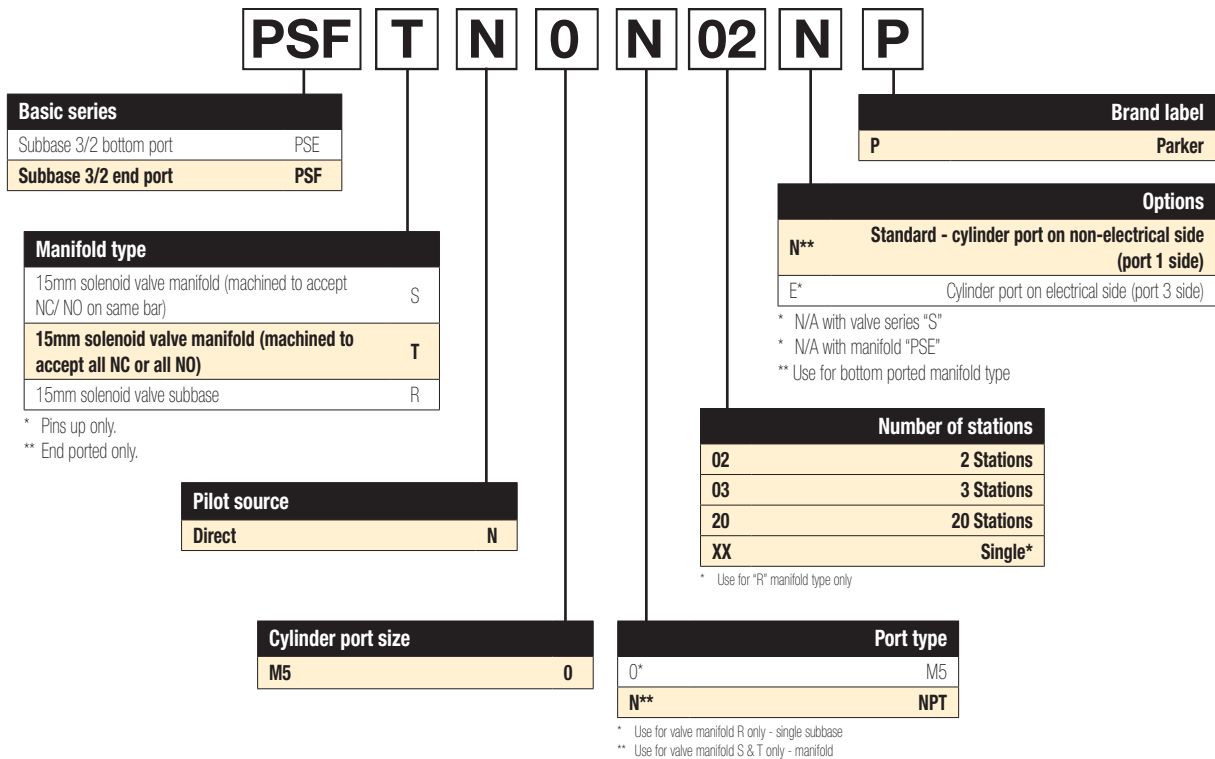 PSF T N 0 N 02 N P
Basic series
Subbase 3/2 bottom port PSE
Subbase 3/2 end port PSF
Brand label
P Parker
Options
N** Standard - cylinder port on non-electrical side
(port 1 side)
E* Cylinder port on electrical side (port 3 side)
* N/A with valve series “S”
* N/A with manifold “PSE”
** Use for bottom ported manifold type
Manifold type
15mm solenoid valve manifold (machined to accept
NC/ NO on same bar) S
15mm solenoid valve manifold (machined to
accept all NC or all NO) T
15mm solenoid valve subbase R
* Pins up only.
** End ported only.
Number of stations
02 2 Stations
03 3 Stations
20 20 Stations
XX Single*
* Use for “R” manifold type only
Pilot source
Direct N
Cylinder port size
M5 0
Port type
0* M5
N** NPT
* Use for valve manifold R only - single subbase
** Use for valve manifold S & T only - manifold